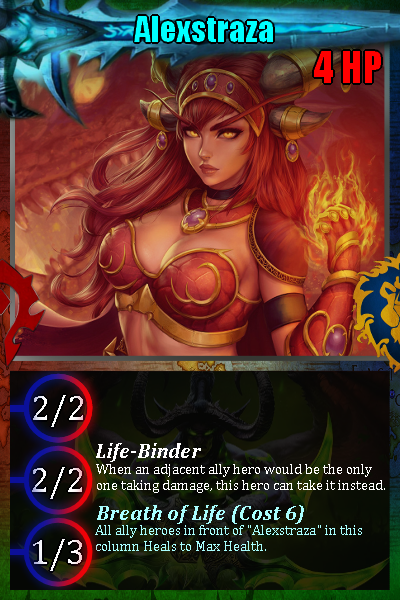 Alexstraza
4 HP
2/2
Life-Binder
When an adjacent ally hero would be the only
one taking damage, this hero can take it instead.
2/2
Breath of Life (Cost 6)
All ally heroes in front of "Alexstraza" in this
column Heals to Max Health.
1/3